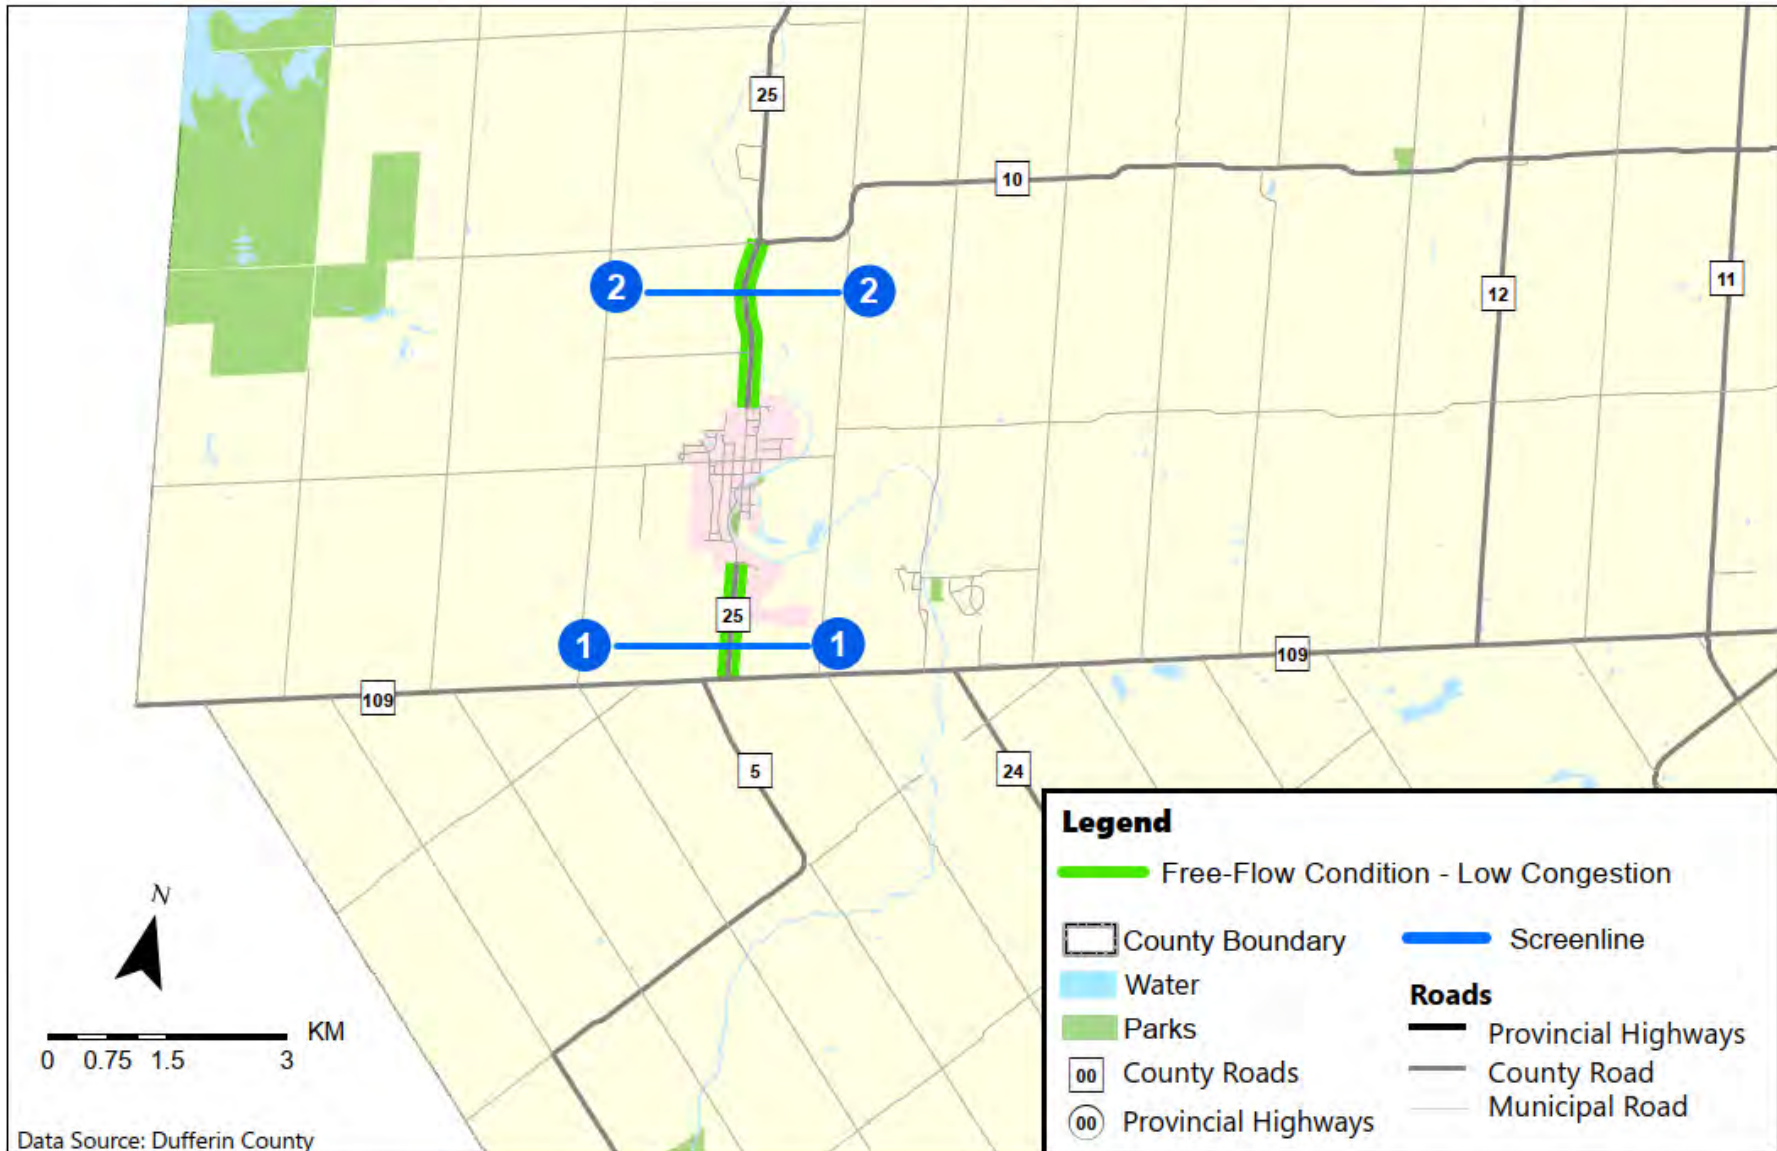 25
10
12
11
2
2
25
1
1
109
109
5
24
N
KM
0 0.75 1.5 3
Data Source: Dufferin County
Legend
Free-Flow Condition - Low Congestion
County Boundary
Screenline
Water
Parks
00 County Roads
00 Provincial Highways
Roads
Provincial Highways
County Road
Municipal Road